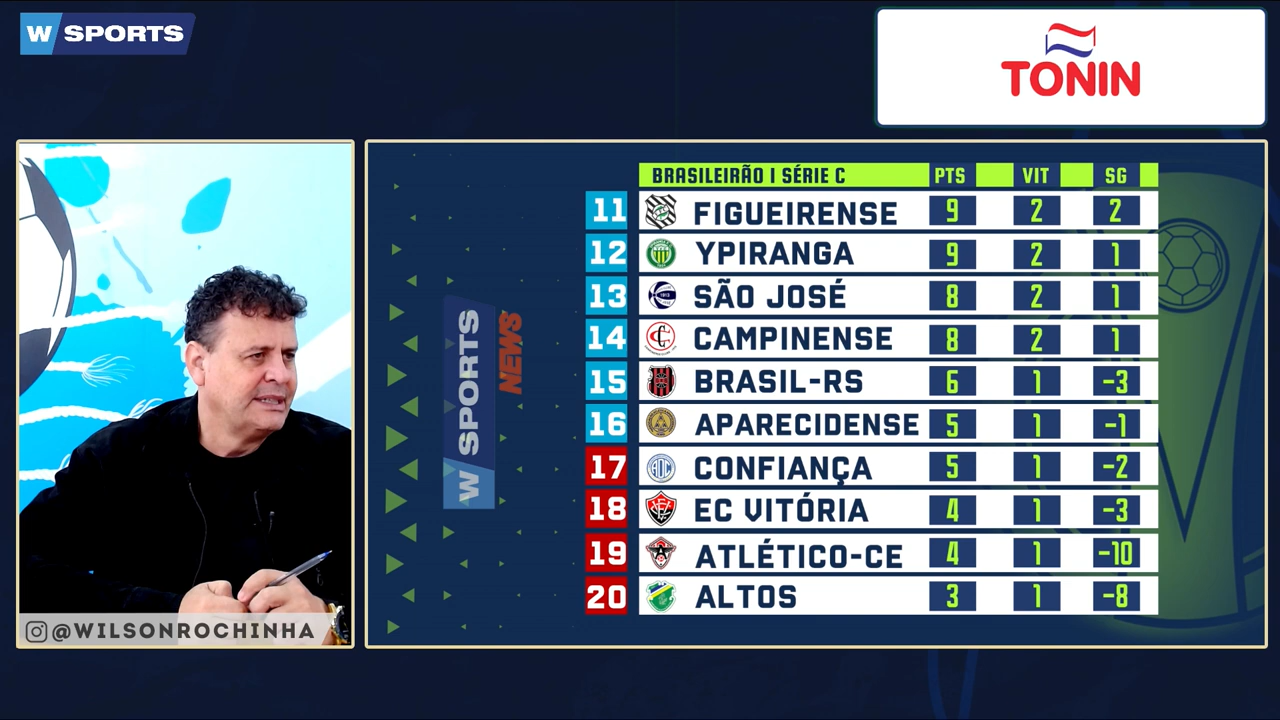 W SPORTS
TONIN
BRASILEIRÃO | SÉRIE C PTS VIT SG
11 FIGUEIRENSE 9 2 2
12 YPIRANGA 9 2 1
13 SÃO JOSÉ 8 2 1
14 CAMPINENSE 8 2 1
15 BRASIL-RS 6 1 -3
16 APARECIDENSE 5 1 -1
17 CONFIANÇA 5 1 -2
18 EC VITÓRIA 4 1 -3
19 ATLÉTICO-CE 4 1 -10
20 ALTOS 3 1 -8
W SPORTS
NEWS
@WILSONROCHINHA